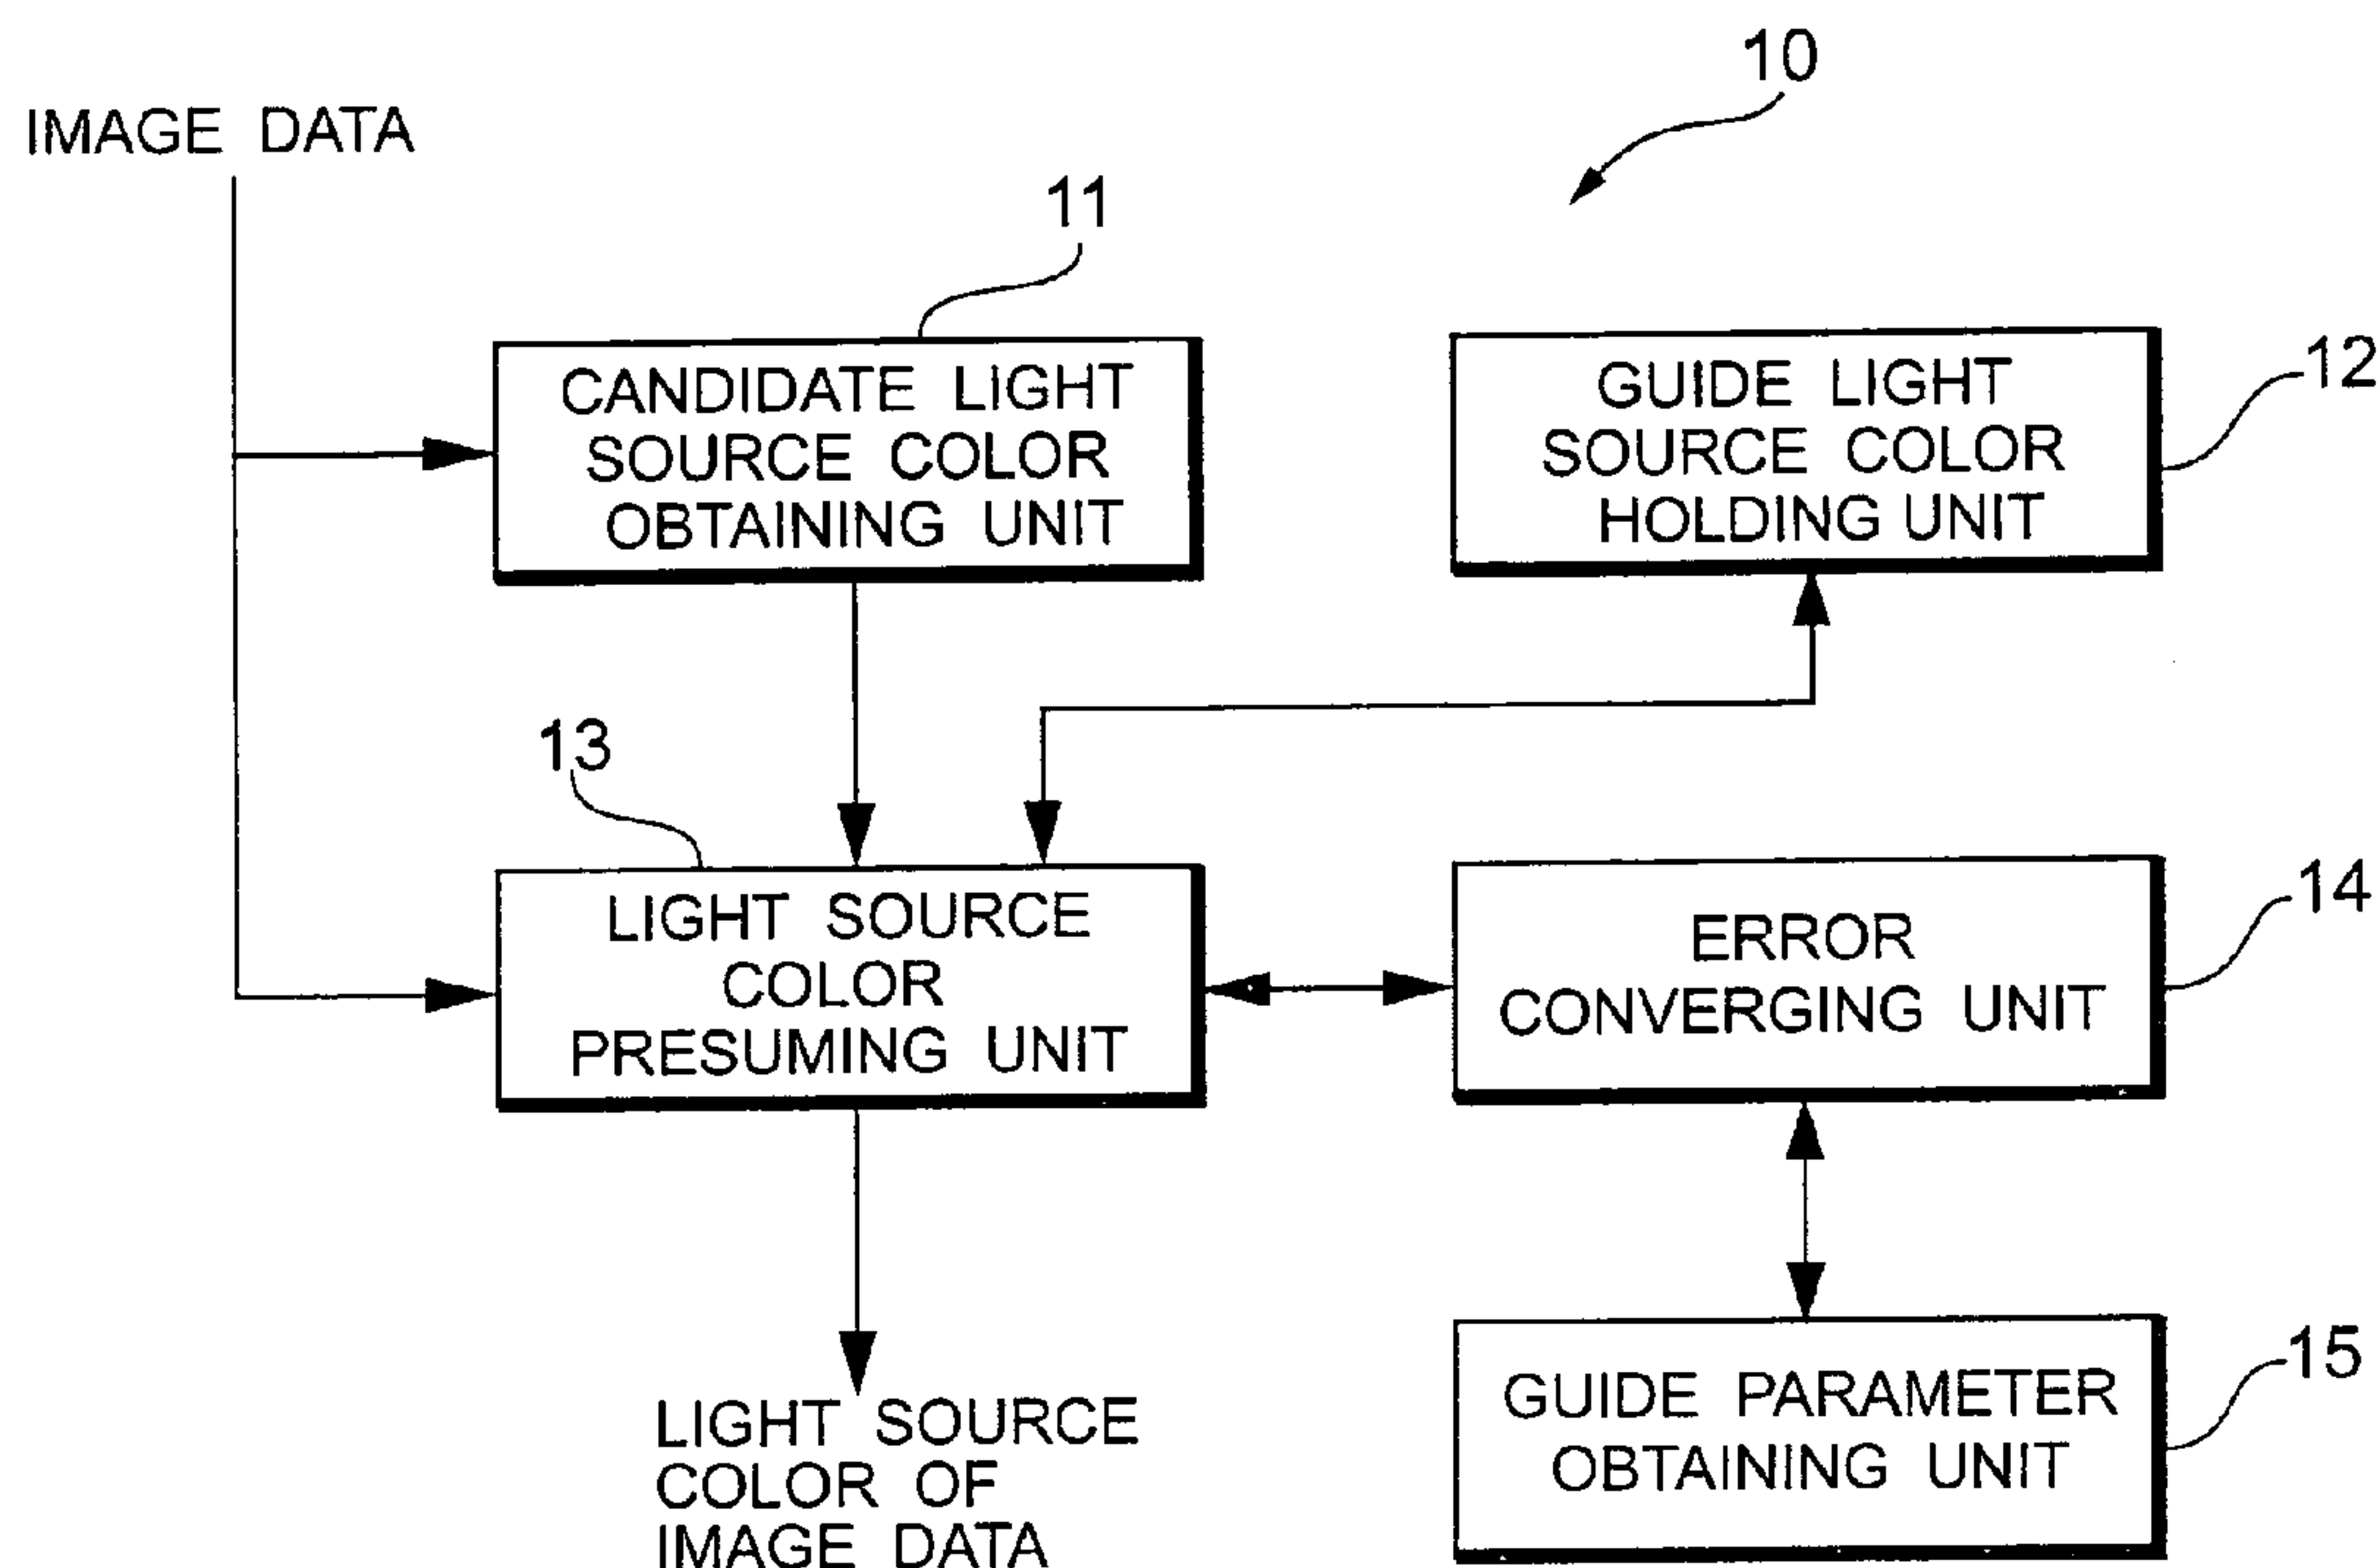 10
IMAGE DATA
11
CANDIDATE LIGHT
SOURCE COLOR
OBTAINING UNIT
GUIDE LIGHT
SOURCE COLOR
HOLDING UNIT
12
13
LIGHT SOURCE
COLOR
PRESUMING UNIT
ERROR
CONVERGING UNIT
14
GUIDE PARAMETER
OBTAINING UNIT
15
LIGHT SOURCE
COLOR OF
IMAGE DATA